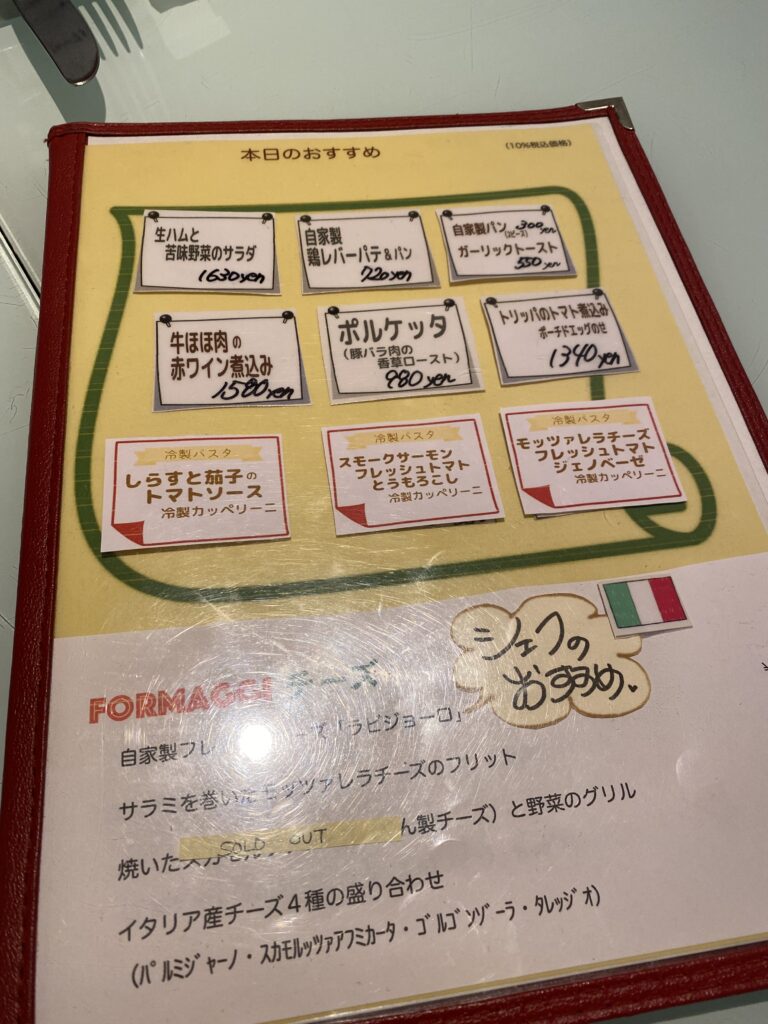 本日のおすすめ
(10%税込価格)
生ハムと
苦味野菜のサラダ
1630yen
自家製
鶏レバーパテ&パン
720yen
自家製パン 300yen
(2ピース)
ガーリックトースト
550yen
牛ほほ肉の
赤ワイン煮込み
1580yen
ポルケッタ
(豚バラ肉の
香草ロースト)
980yen
トリッパのトマト煮込み
ポーチドエッグのせ
1340yen
冷製パスタ
しらすと茄子の
トマトソース
冷製カッペリーニ
冷製パスタ
スモークサーモン
フレッシュトマト
とうもろこし
冷製カッペリーニ
冷製パスタ
モッツァレラチーズ
フレッシュトマト
ジェノベーゼ
冷製カッペリーニ
シェフの
おすすめ、
FORMAGGI チーズ
自家製フレ ーズ「ラビジョーロ」
サラミを巻いたモッツァレラチーズのフリット
焼いた ん製チーズ)と野菜のグリル
SOLD OUT
イタリア産チーズ4種の盛り合わせ
(パルミジャーノ・スカモルッツァアフミカータ・ゴルゴンゾーラ・タレッジオ)